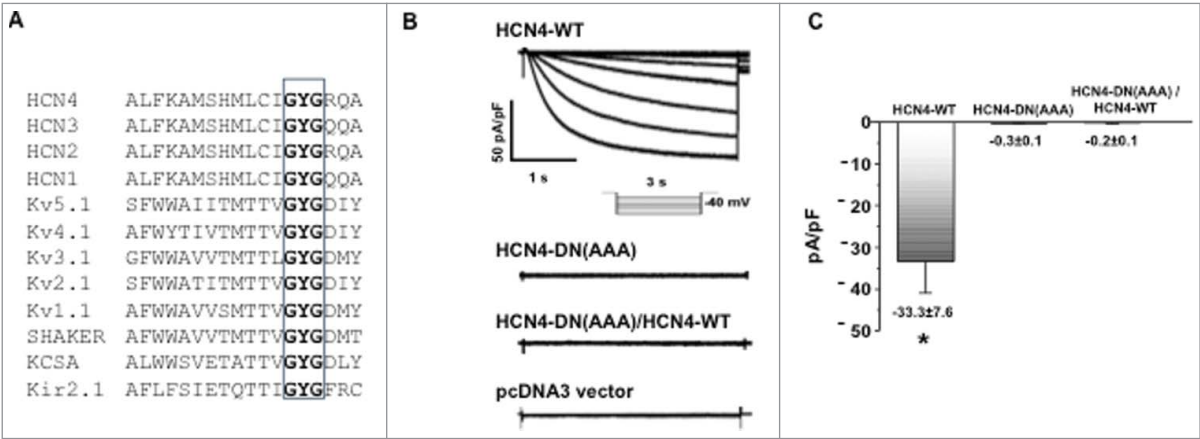 A
HCN4 ALFKAMSHMLCIGYGRQA
HCN3 ALFKAMSHMLCIGYGQQA
HCN2 ALFKAMSHMLCIGYGRQA
HCN1 ALFKAMSHMLCIGYGQQA
Kv5.1 SFWWAIITMTTVGYGDIY
Kv4.1 AFWYTIVTMTTVGYGDIY
Kv3.1 GFWWAVVTMTTLGYGDMY
Kv2.1 SFWWATITMTTVGYGDIY
Kv1.1 AFWWAVVSMTTVGYGDMY
SHAKER AFWWAVVTMTTVGYGDMT
KCSA ALWWSVETATTVGYGDLY
Kir2.1 AFLFSIETQTTIGYGFRC
B
HCN4-WT
50 pA/pF
1 s
3 s
-40 mV
HCN4-DN(AAA)
HCN4-DN(AAA)/HCN4-WT
pcDNA3 vector
C
HCN4-DN(AAA) /
HCN4-WT HCN4-DN(AAA) HCN4-WT
0
-0.3±0.1 -0.2±0.1
-10
-20
-30
-40
-50
pA/pF
-33.3±7.6
*